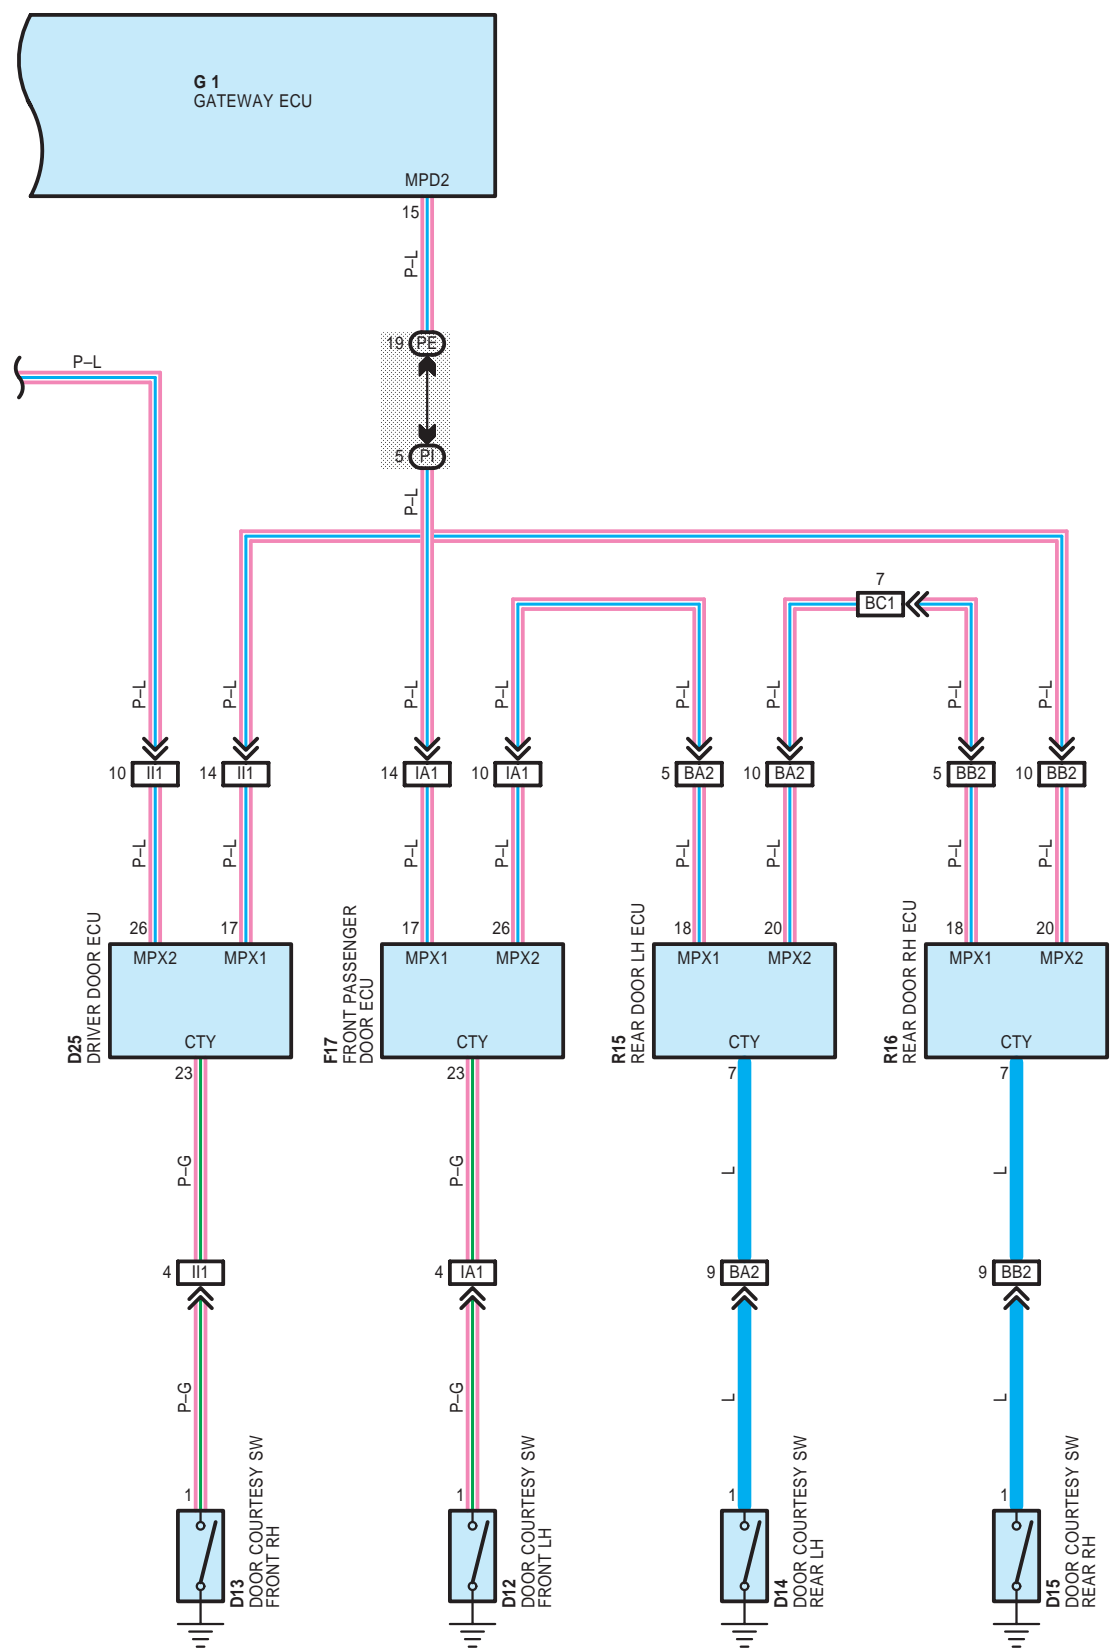 G 1
GATEWAY ECU
MPD2
15
P–L
19 PE
P–L
5 PI
P–L
7
BC1
P–L P–L P–L P–L P–L P–L P–L P–L
10 II1 14 II1 14 IA1 10 IA1 5 BA2 10 BA2 5 BB2 10 BB2
P–L P–L P–L P–L P–L P–L P–L P–L
26 17 17 26 18 20 18 20
MPX2 MPX1 MPX1 MPX2 MPX1 MPX2 MPX1 MPX2
D25
DRIVER DOOR ECU
F17
FRONT PASSENGER
DOOR ECU
R15
REAR DOOR LH ECU
R16
REAR DOOR RH ECU
CTY CTY CTY CTY
23 23 7 7
P–G P–G L L
4 II1 4 IA1 9 BA2 9 BB2
P–G P–G L L
1 1 1 1
D13
DOOR COURTESY SW
FRONT RH
D12
DOOR COURTESY SW
FRONT LH
D14
DOOR COURTESY SW
REAR LH
D15
DOOR COURTESY SW
REAR RH